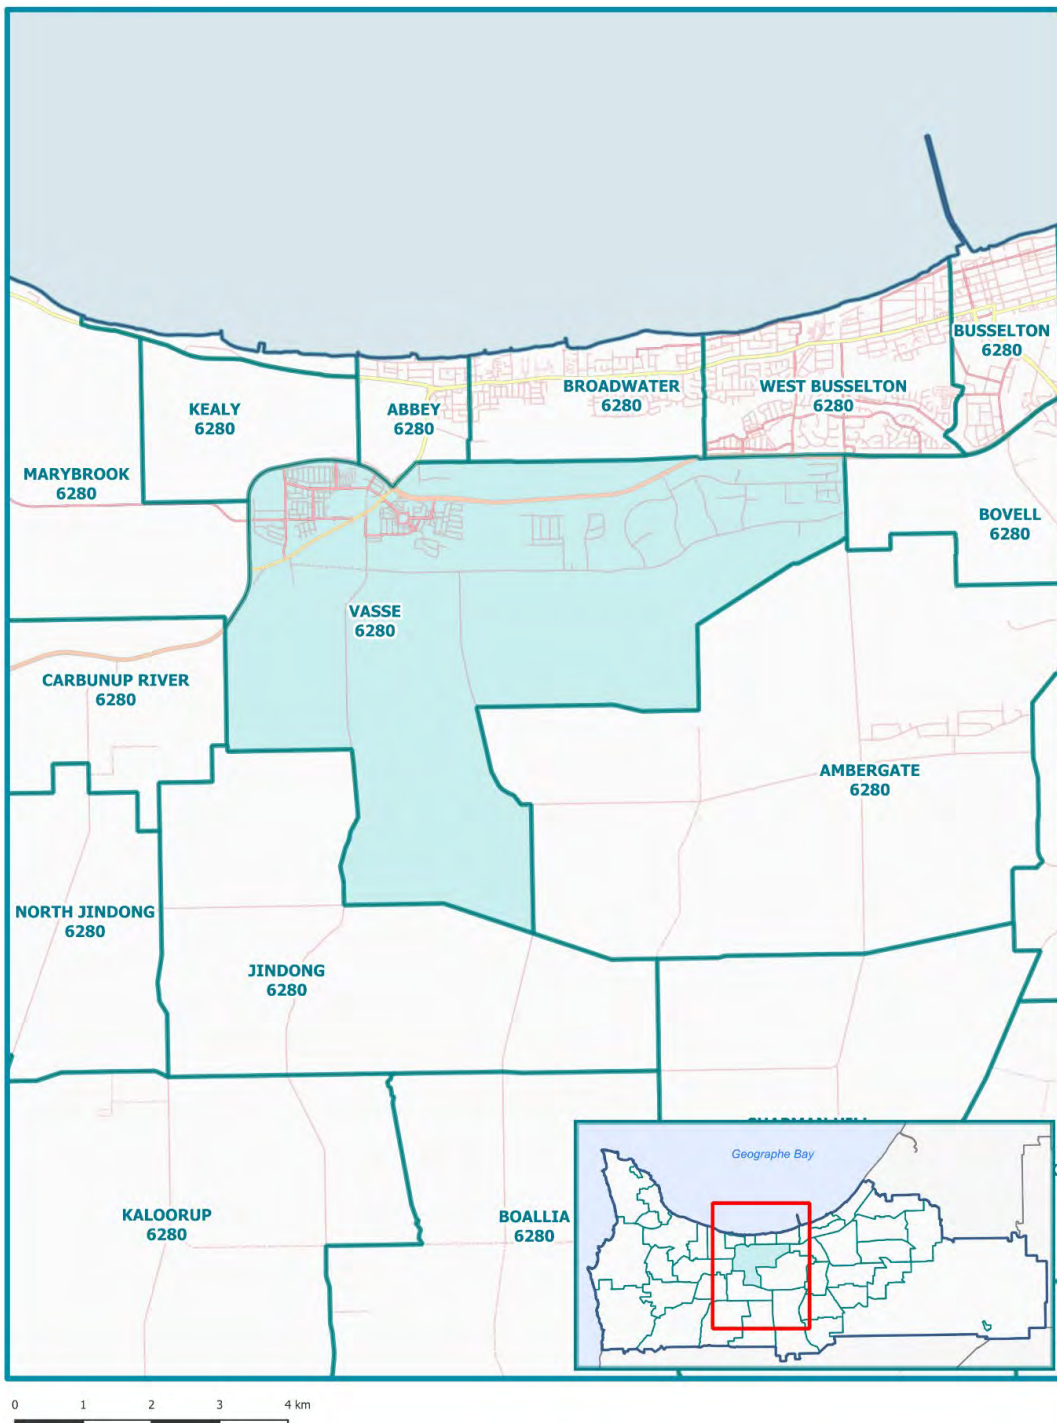 BUSSELTON
6280
KEALY
6280
ABBEY
6280
BROADWATER
6280
WEST BUSSELTON
6280
MARYBROOK
6280
BOVELL
6280
VASSE
6280
CARBUNUP RIVER
6280
AMBERGATE
6280
NORTH JINDONG
6280
JINDONG
6280
KALOORUP
6280
BOALLIA
6280
Geographe Bay
0 1 2 3 4 km